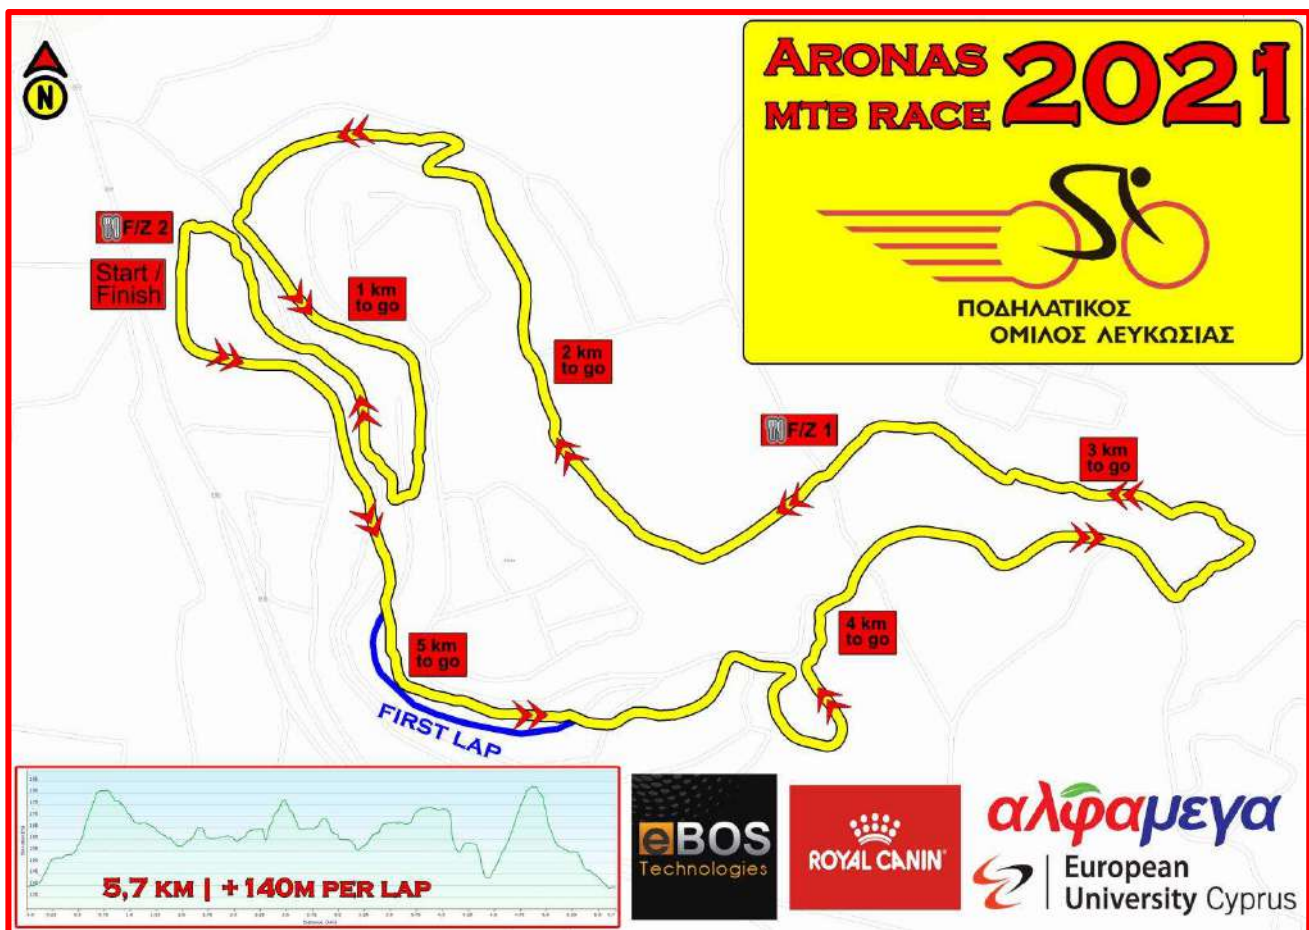 N
ARONAS
MTB RACE
2021
ΠΟΔΗΛΑΤΙΚΟΣ
ΟΜΙΛΟΣ ΛΕΥΚΩΣΙΑΣ
F/Z 2
Start /
Finish
1 km
to go
2 km
to go
F/Z 1
3 km
to go
4 km
to go
5 km
to go
FIRST LAP
5,7 KM | +140M PER LAP
eBOS
Technologies
ROYAL CANIN
αλφαμεγα
European
University Cyprus